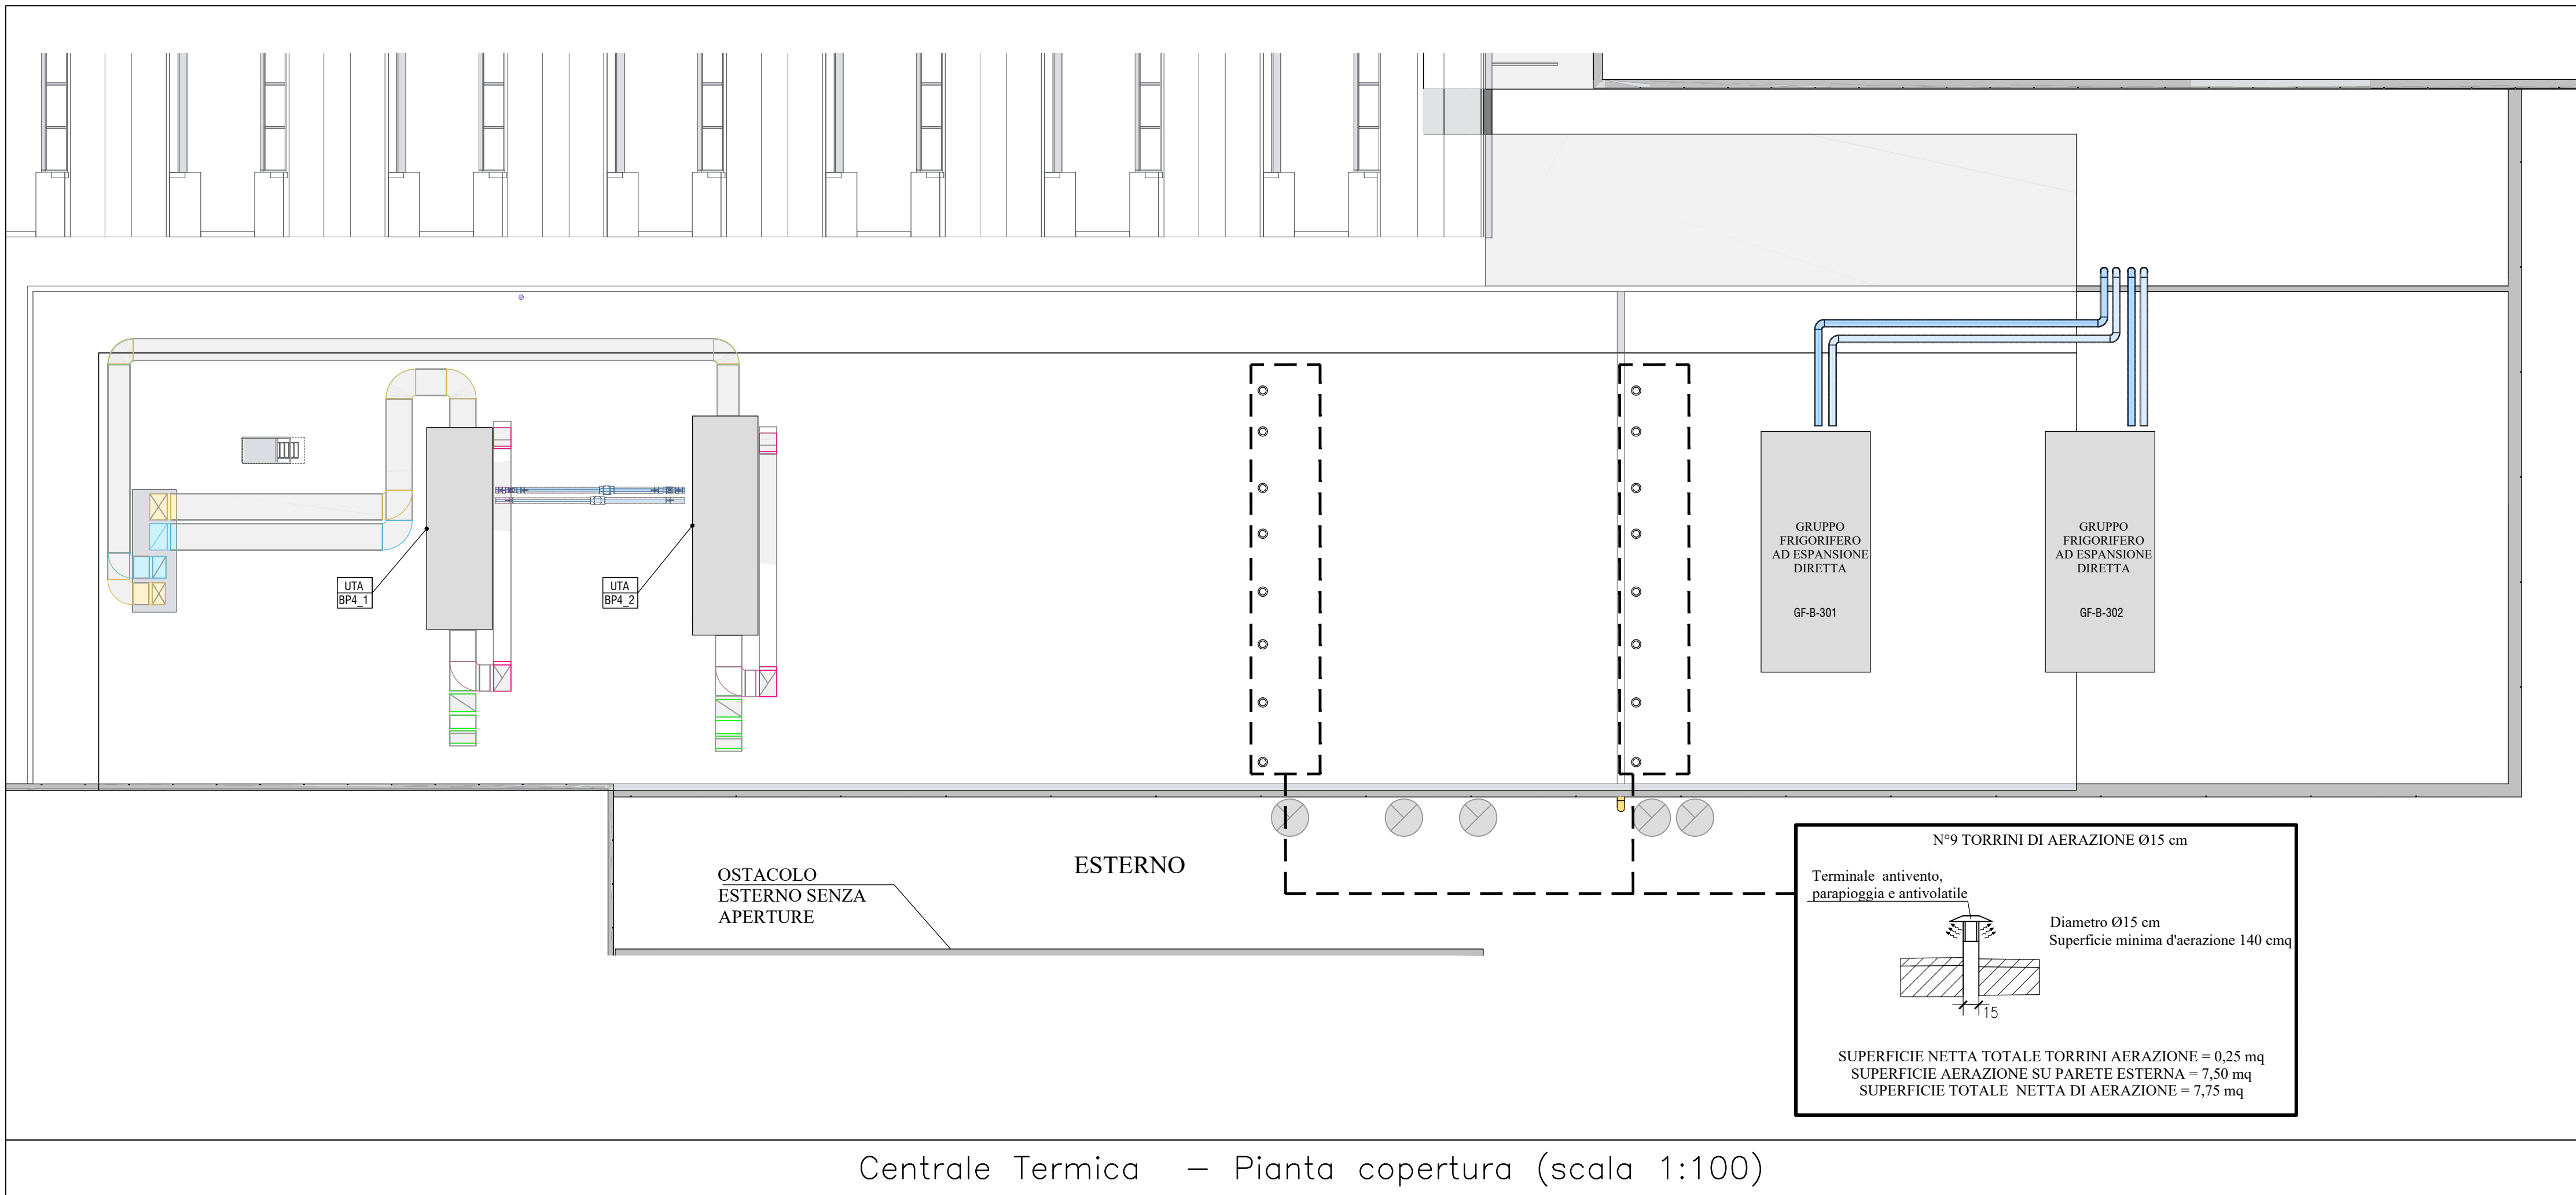 GRUPPO
FRIGORIFERO
AD ESPANSIONE
DIRETTA
GF-B-301
GRUPPO
FRIGORIFERO
AD ESPANSIONE
DIRETTA
GF-B-302
UTA
BP4_1
UTA
BP4_2
ESTERNO
OSTACOLO
ESTERNO SENZA
APERTURE
N°9 TORRINI DI AERAZIONE Ø15 cm
Terminale antivento,
parapioggia e antivolatile
Diametro Ø15 cm
Superficie minima d'aerazione 140 cmq
15
SUPERFICIE NETTA TOTALE TORRINI AERAZIONE = 0,25 mq
SUPERFICIE AERAZIONE SU PARETE ESTERNA = 7,50 mq
SUPERFICIE TOTALE NETTA DI AERAZIONE = 7,75 mq
Centrale Termica – Pianta copertura (scala 1:100)